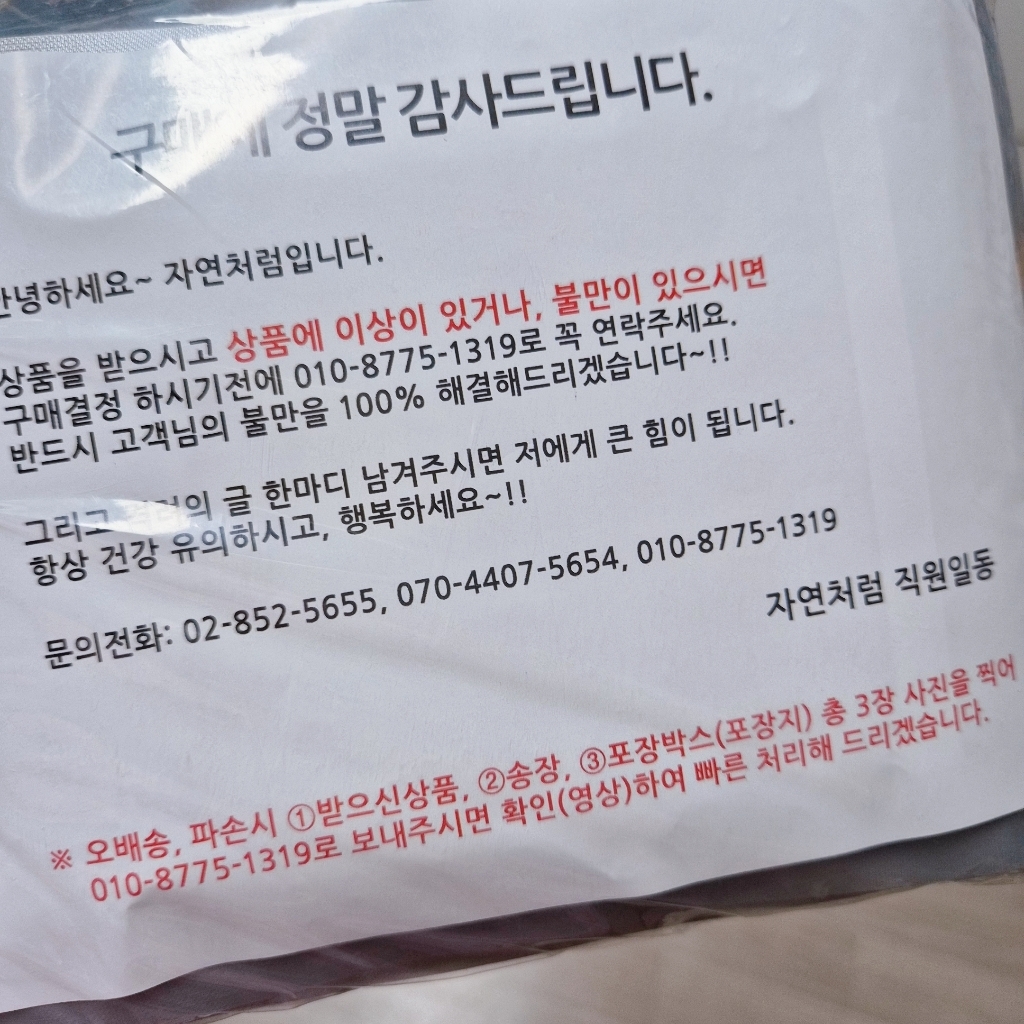 구매에 정말 감사드립니다.
안녕하세요~ 자연처럼입니다.
상품을 받으시고 상품에 이상이 있거나, 불만이 있으시면
구매결정 하시기전에 010-8775-1319로 꼭 연락주세요.
반드시 고객님의 불만을 100% 해결해드리겠습니다~!!
그리고 글 한마디 남겨주시면 저에게 큰 힘이 됩니다.
항상 건강 유의하시고, 행복하세요~!!
문의전화: 02-852-5655, 070-4407-5654, 010-8775-1319
자연처럼 직원일동
※ 오배송, 파손시 ①받으신상품, ②송장, ③포장박스(포장지) 총 3장 사진을 찍어
010-8775-1319로 보내주시면 확인(영상)하여 빠른 처리해 드리겠습니다.